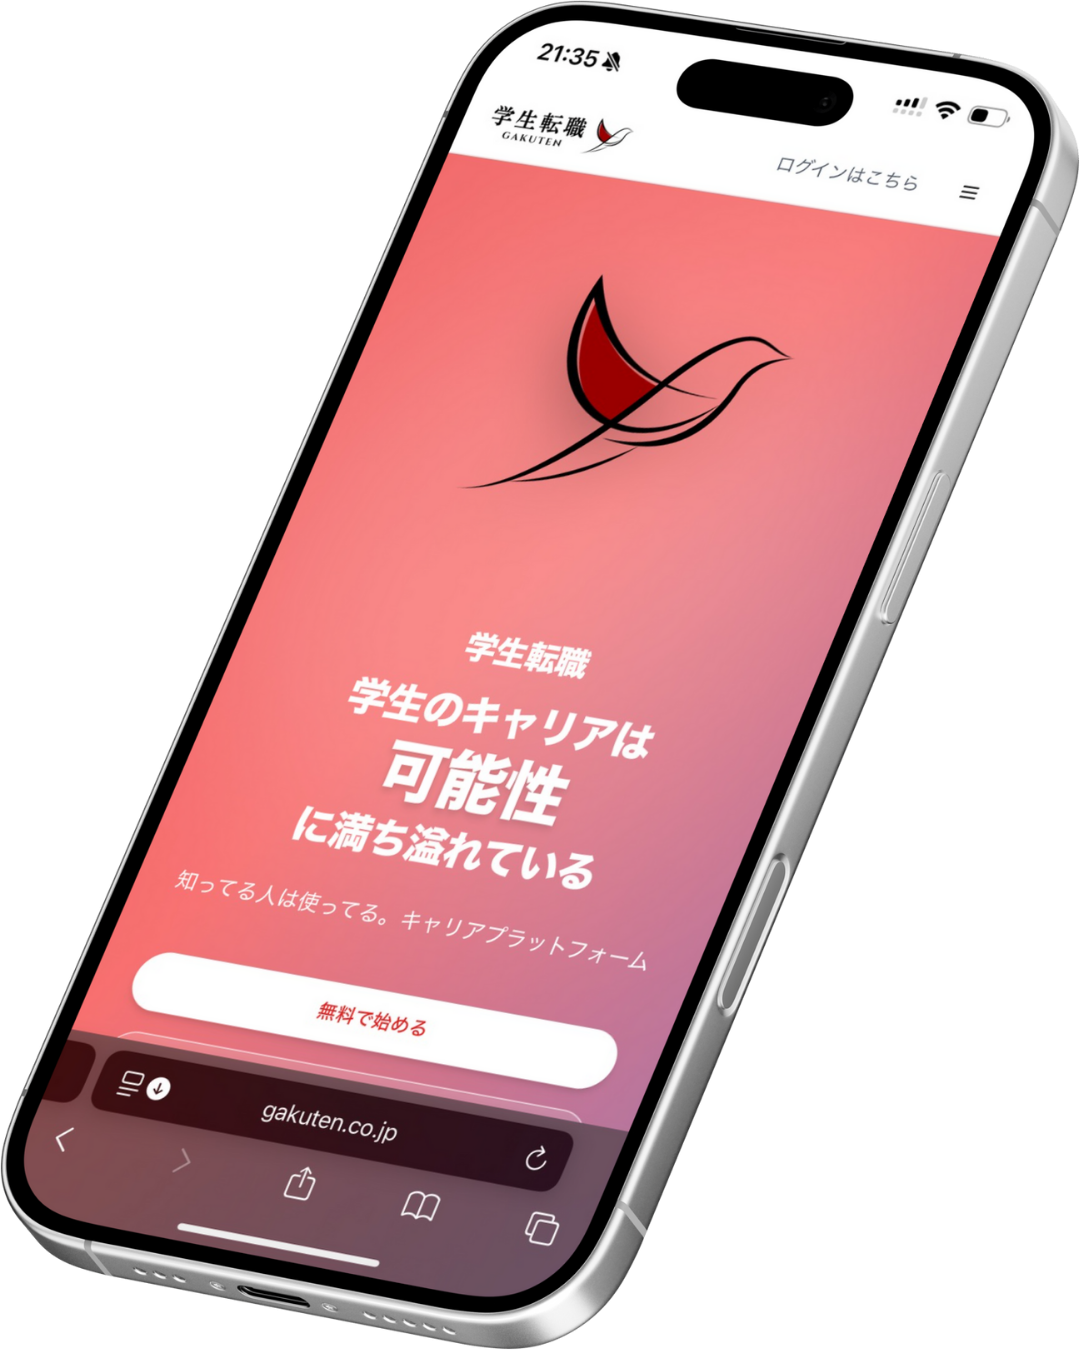 21:35
学生転職
GAKUTEN
ログインはこちら
学生転職
学生のキャリアは
可能性
に満ち溢れている
知ってる人は使ってる。キャリアプラットフォーム
無料で始める
gakuten.co.jp